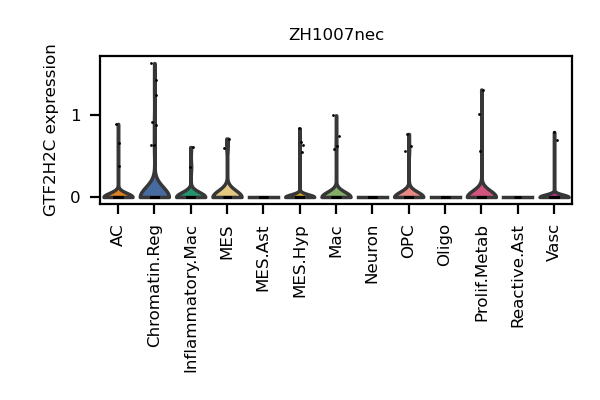 ZH1007nec
GTF2H2C expression
1
0
AC
Chromatin.Reg
Inflammatory.Mac
MES
MES.Ast
MES.Hyp
Mac
Neuron
OPC
Oligo
Prolif.Metab
Reactive.Ast
Vasc